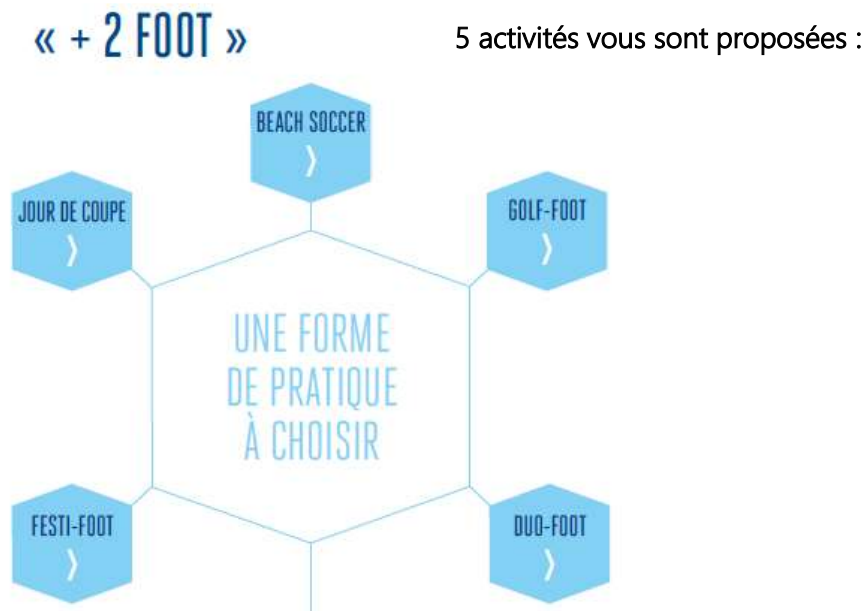 « + 2 FOOT »
5 activités vous sont proposées :
BEACH SOCCER
JOUR DE COUPE
GOLF-FOOT
UNE FORME
DE PRATIQUE
À CHOISIR
FESTI-FOOT
DUO-FOOT